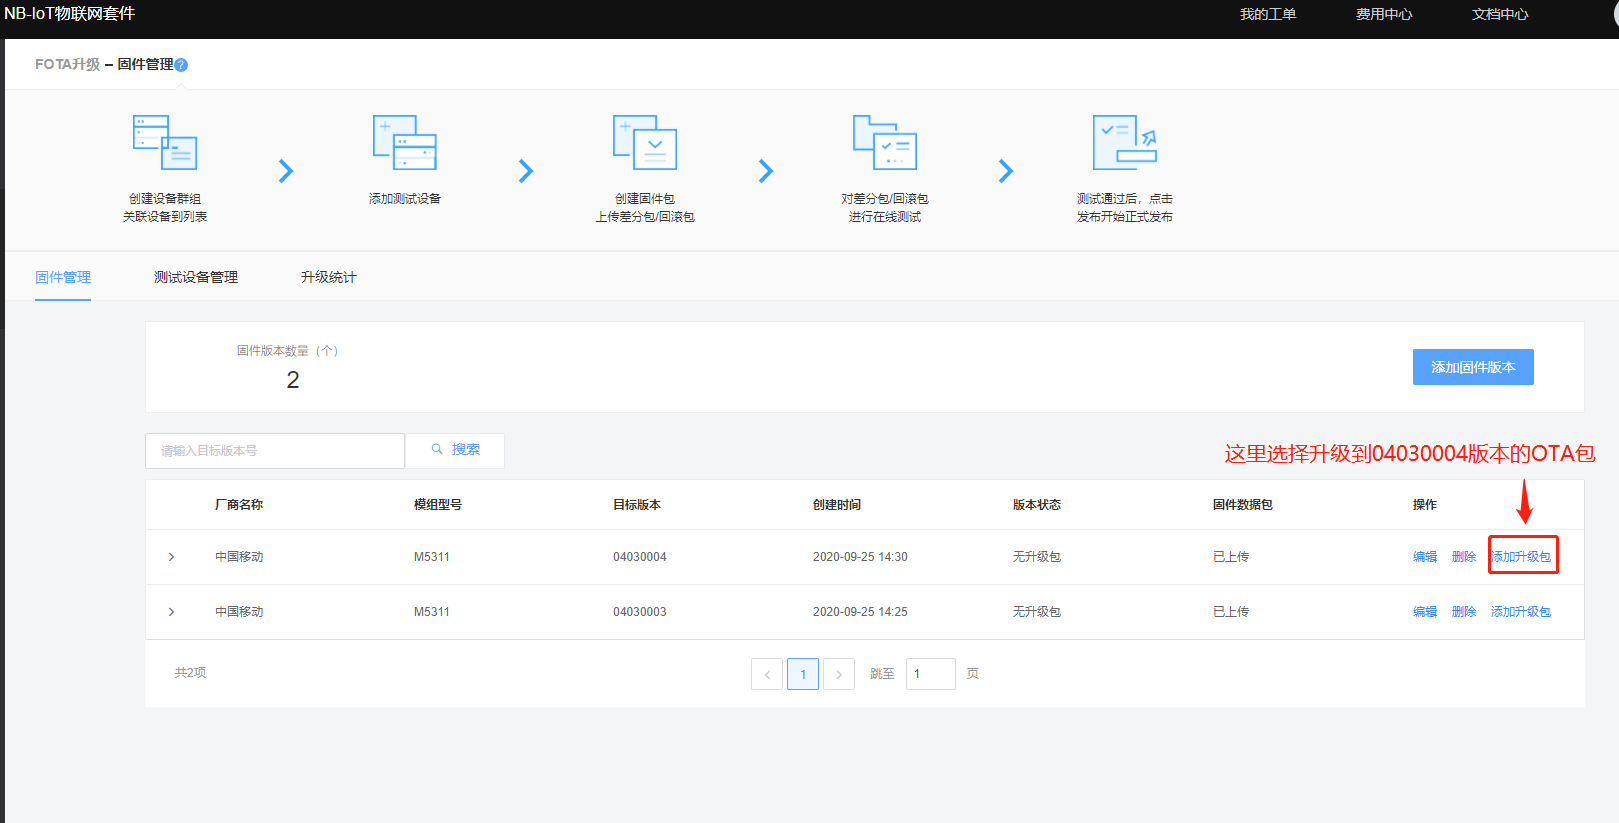 NB-IoT物联网套件
我的工单 费用中心 文档中心
FOTA升级 – 固件管理?
创建设备群组
关联设备到列表
添加测试设备
创建固件包
上传差分包/回滚包
对差分包/回滚包
进行在线测试
测试通过后，点击
发布开始正式发布
固件管理 测试设备管理 升级统计
固件版本数量（个）
2
添加固件版本
请输入目标版本号 搜索
这里选择升级到04030004版本的OTA包
厂商名称 模组型号 目标版本 创建时间 版本状态 固件数据包 操作
中国移动 M5311 04030004 2020-09-25 14:30 无升级包 已上传 编辑 删除 添加升级包
中国移动 M5311 04030003 2020-09-25 14:25 无升级包 已上传 编辑 删除 添加升级包
共2项 1 跳至 1 页